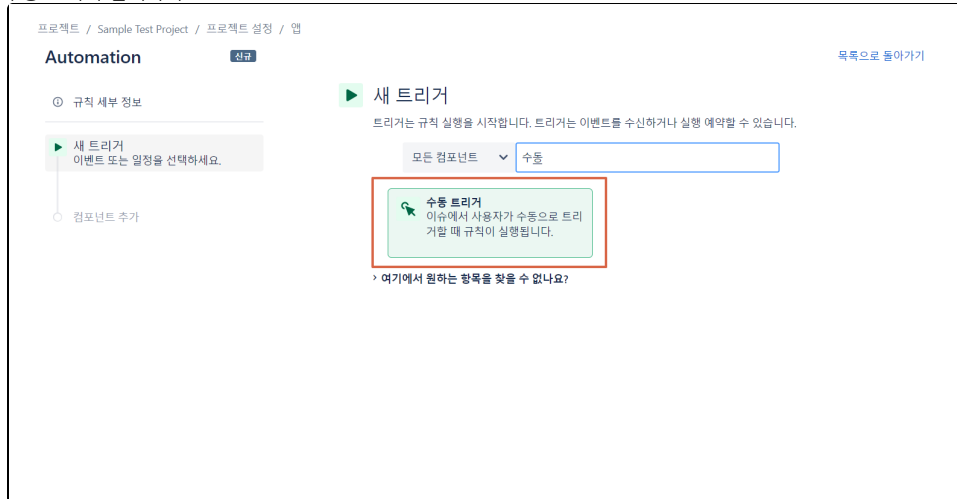 프로젝트 / Sample Test Project / 프로젝트 설정 / 앱
Automation
신규
목록으로 돌아가기
규칙 세부 정보
새 트리거
이벤트 또는 일정을 선택하세요.
컴포넌트 추가
새 트리거
트리거는 규칙 실행을 시작합니다. 트리거는 이벤트를 수신하거나 실행 예약할 수 있습니다.
모든 컴포넌트
수동
수동 트리거
이슈에서 사용자가 수동으로 트리
거할 때 규칙이 실행됩니다.
여기에서 원하는 항목을 찾을 수 없나요?